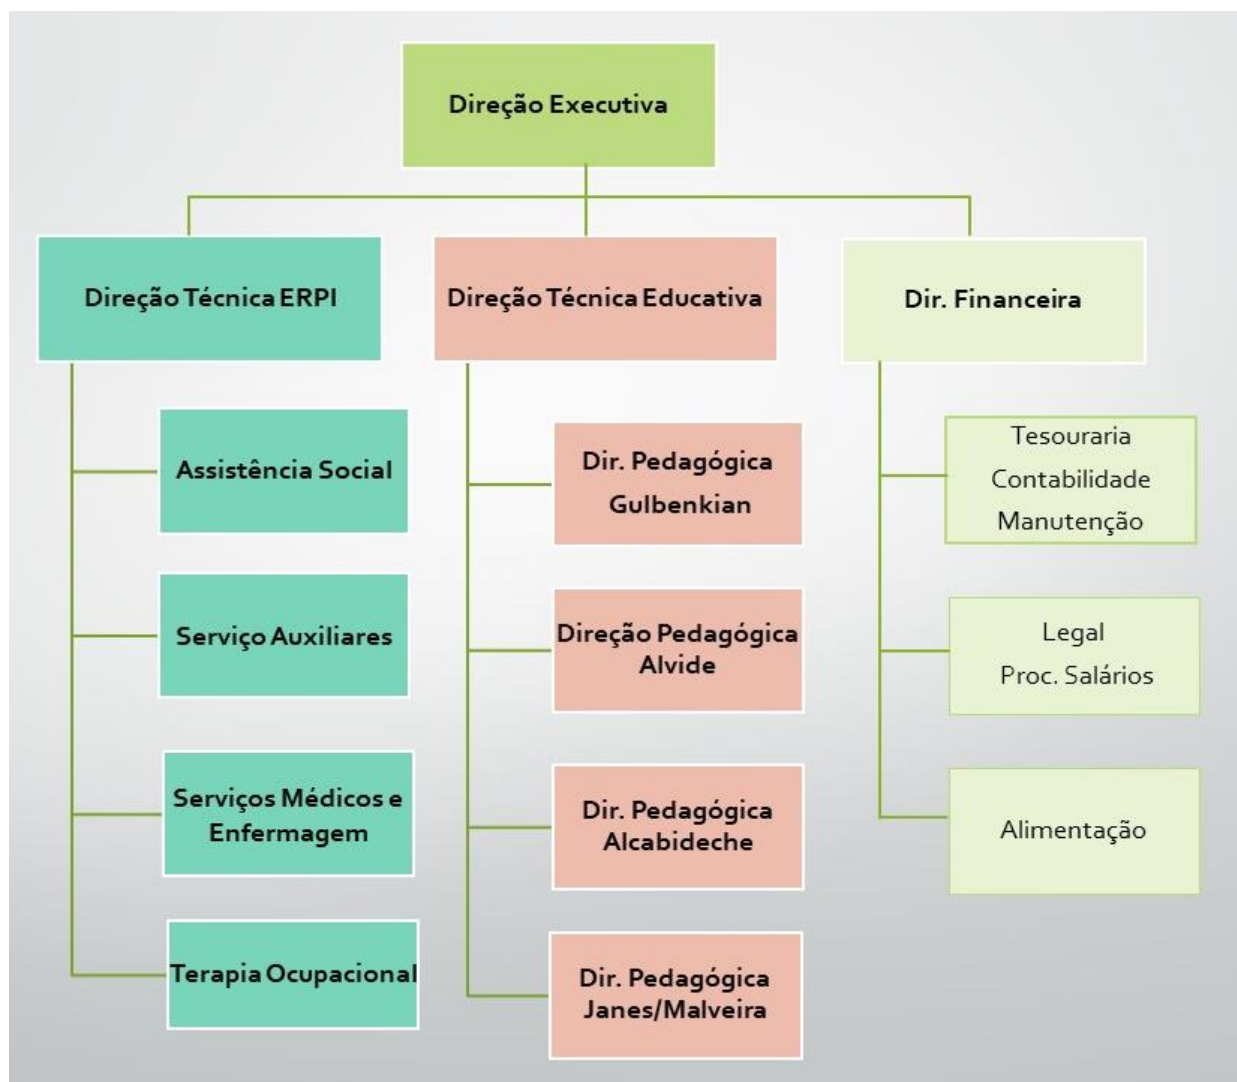 Direção Executiva
Direção Técnica ERPI
Direção Técnica Educativa
Dir. Financeira
Assistência Social
Serviço Auxiliares
Serviços Médicos e
Enfermagem
Terapia Ocupacional
Dir. Pedagógica
Gulbenkian
Direção Pedagógica
Alvide
Dir. Pedagógica
Alcabideche
Dir. Pedagógica
Janes/Malveira
Tesouraria
Contabilidade
Manutenção
Legal
Proc. Salários
Alimentação